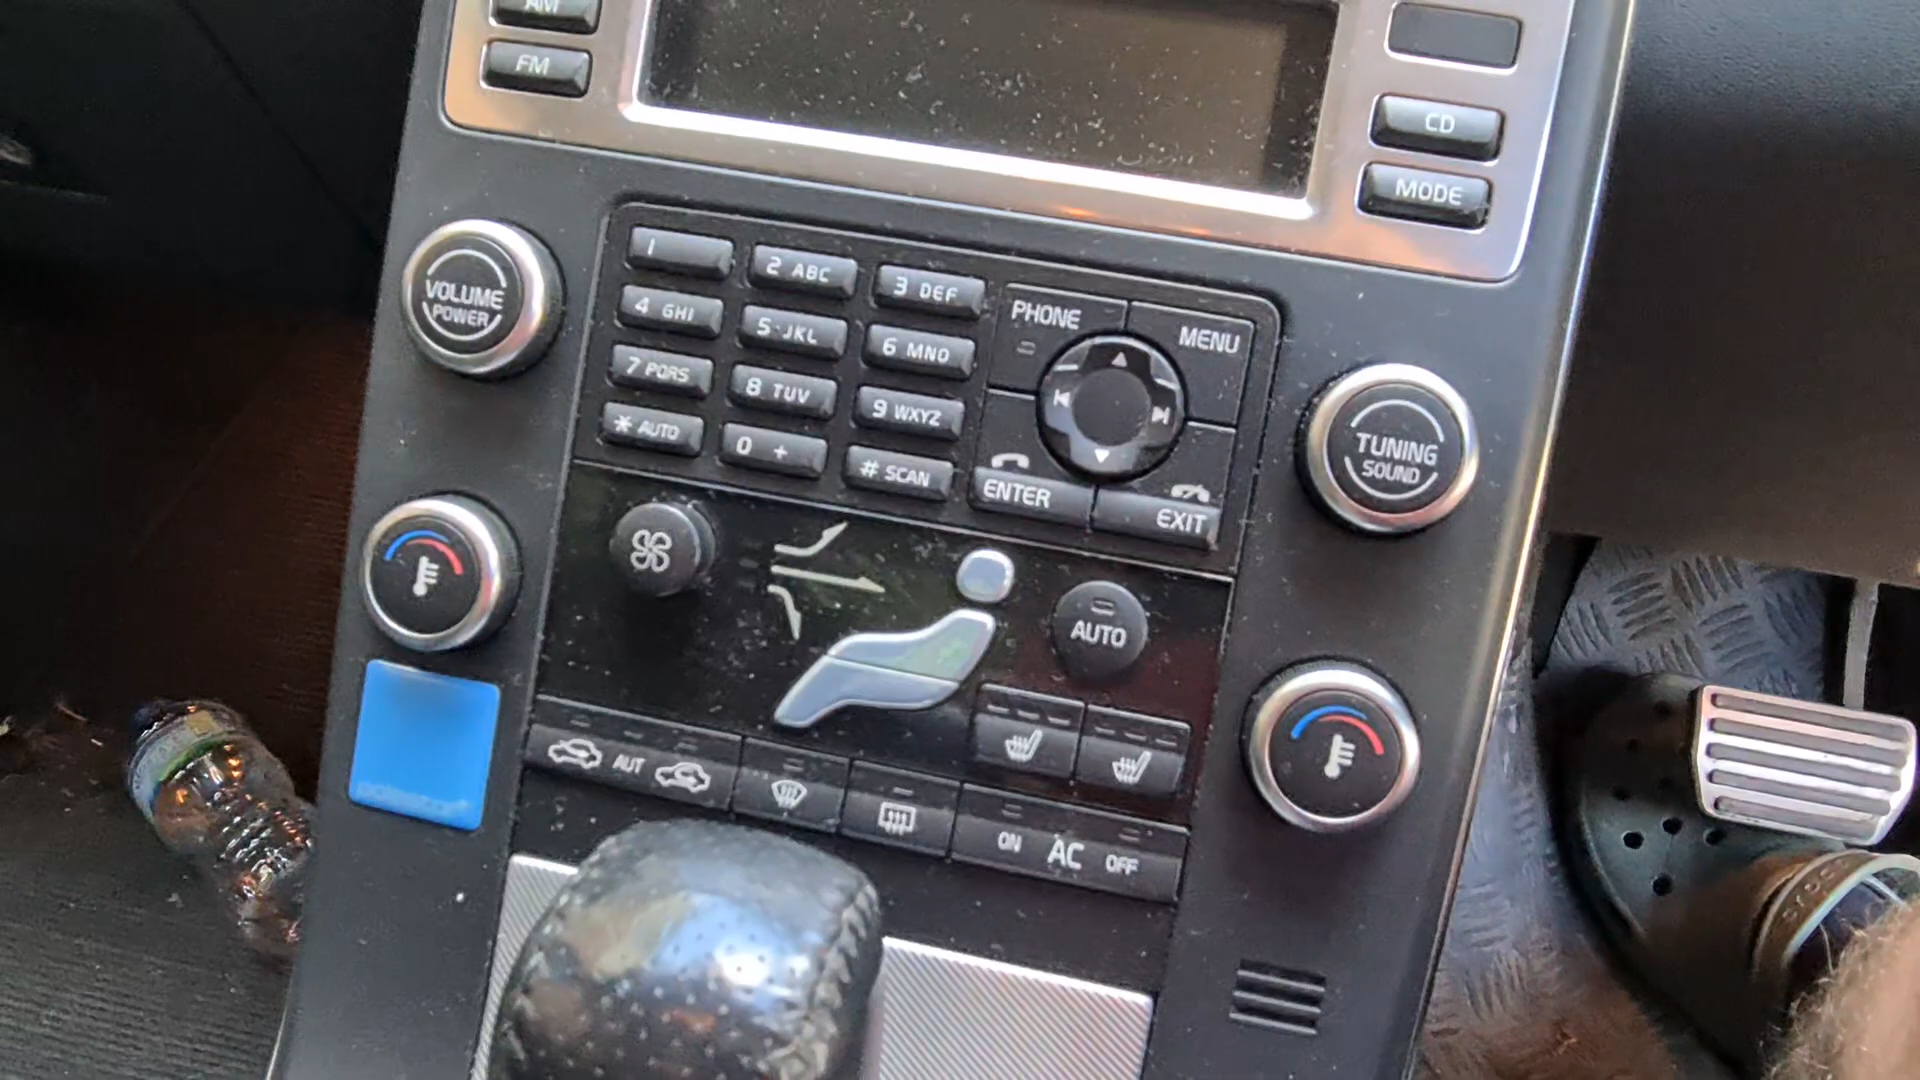 AM
FM
CD
MODE
VOLUME
POWER
1
2 ABC
3 DEF
4 GHI
5 JKL
6 MNO
7 PQRS
8 TUV
9 WXYZ
* AUTO
0 +
# SCAN
PHONE
MENU
ENTER
EXIT
TUNING
SOUND
AUTO
AUT
ON AC OFF